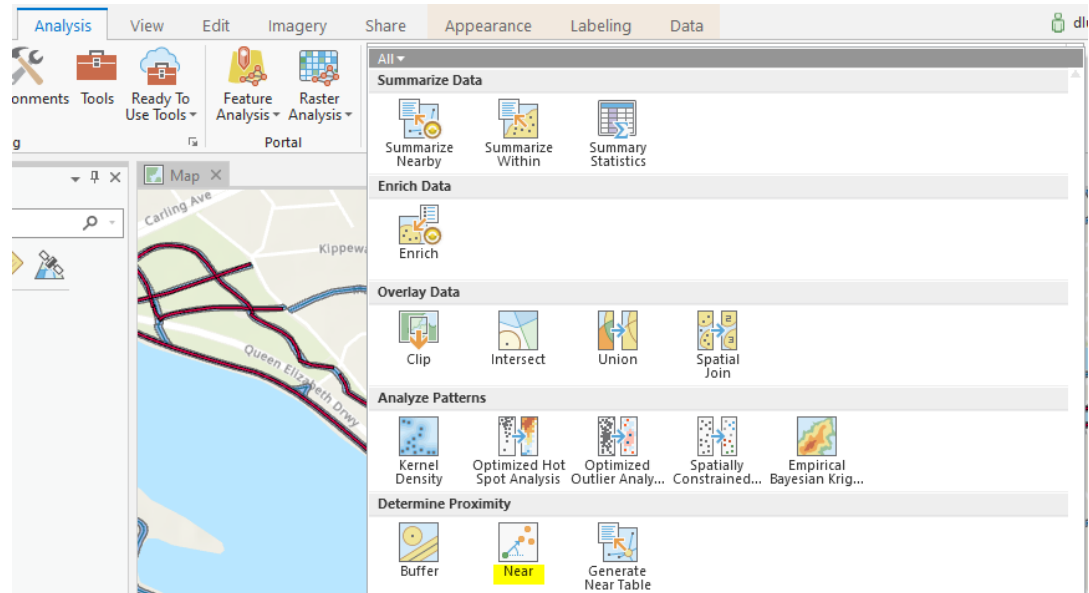 Analysis View Edit Imagery Share Appearance Labeling Data
onments Tools Ready To
Use Tools
Feature
Analysis
Raster
Analysis
g
Portal
All
Summarize Data
Summarize
Nearby
Summarize
Within
Summary
Statistics
Enrich Data
Enrich
Overlay Data
Clip
Intersect
Union
Spatial
Join
Analyze Patterns
Kernel
Density
Optimized Hot
Spot Analysis
Optimized
Outlier Analy...
Spatially
Constrained...
Empirical
Bayesian Krig...
Determine Proximity
Buffer
Near
Generate
Near Table
Map
Carling Ave
Kippewa
Queen Elizabeth Drwy